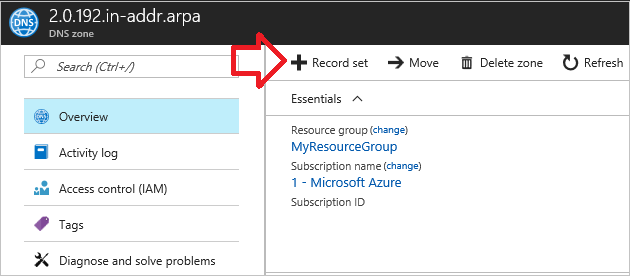 2.0.192.in-addr.arpa
DNS zone
Search (Ctrl+/)
Overview
Activity log
Access control (IAM)
Tags
Diagnose and solve problems
Record set
Move
Delete zone
Refresh
Essentials
Resource group (change)
MyResourceGroup
Subscription name (change)
1 - Microsoft Azure
Subscription ID